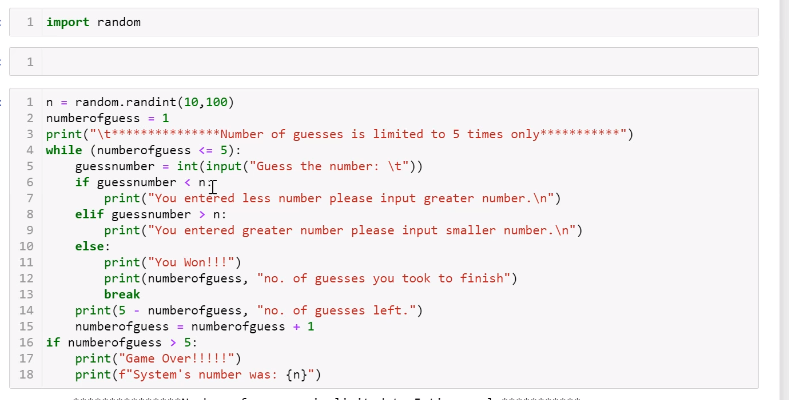 1 import random
1
1 n = random.randint(10,100)
2 numberofguess = 1
3 print("\t***************Number of guesses is limited to 5 times only***********")
4 while (numberofguess <= 5):
5     guessnumber = int(input("Guess the number: \t"))
6     if guessnumber < n:
7         print("You entered less number please input greater number.\n")
8     elif guessnumber > n:
9         print("You entered greater number please input smaller number.\n")
10     else:
11         print("You Won!!!")
12         print(numberofguess, "no. of guesses you took to finish")
13         break
14     print(5 - numberofguess, "no. of guesses left.")
15     numberofguess = numberofguess + 1
16 if numberofguess > 5:
17     print("Game Over!!!!!")
18     print(f"System's number was: {n}")